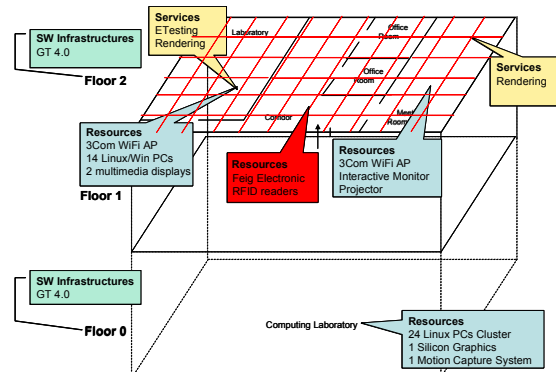 SW Infrastructures
GT 4.0
Floor 2
Services
ETesting
Rendering
Laboratory
Office
Room
Office
Room
Services
Rendering
Corridor
Meet
Room
Resources
3Com WiFi AP
14 Linux/Win PCs
2 multimedia displays
Resources
Feig Electronic
RFID readers
Resources
3Com WiFi AP
Interactive Monitor
Projector
Floor 1
SW Infrastructures
GT 4.0
Floor 0
Computing Laboratory
Resources
24 Linux PCs Cluster
1 Silicon Graphics
1 Motion Capture System